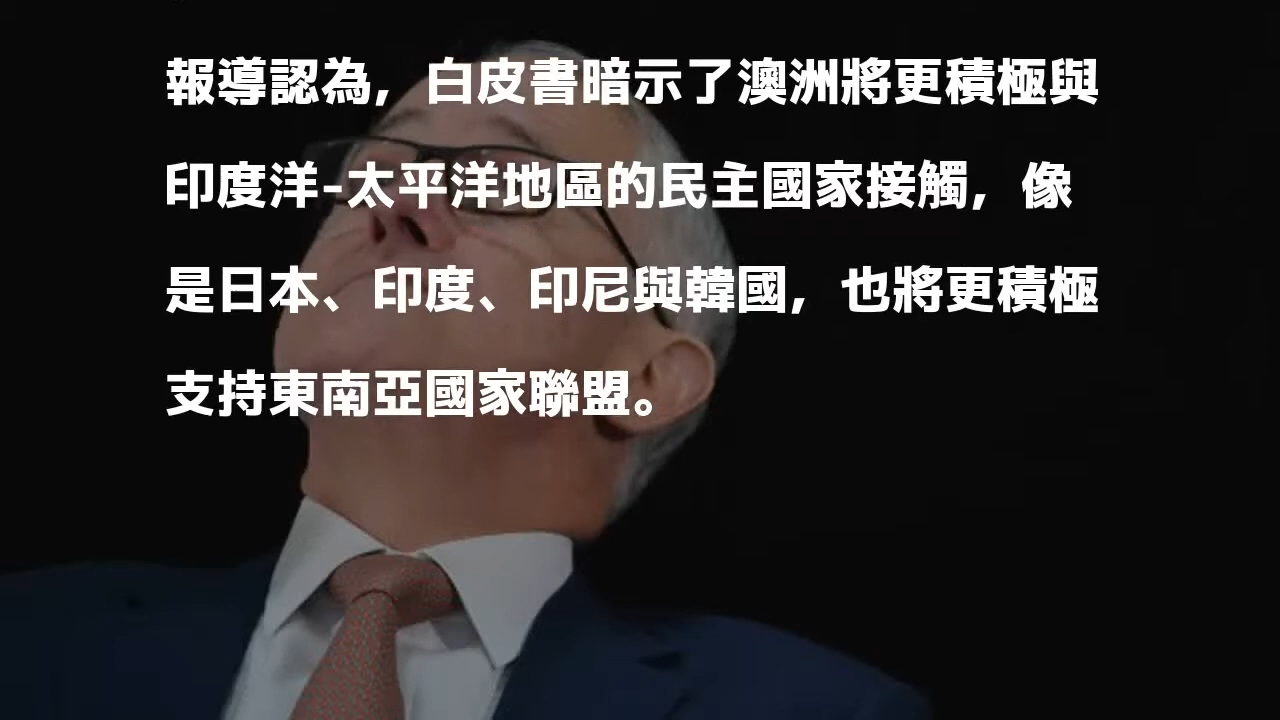 報導認為，白皮書暗示了澳洲將更積極與
印度洋-太平洋地區的民主國家接觸，像
是日本、印度、印尼與韓國，也將更積極
支持東南亞國家聯盟。